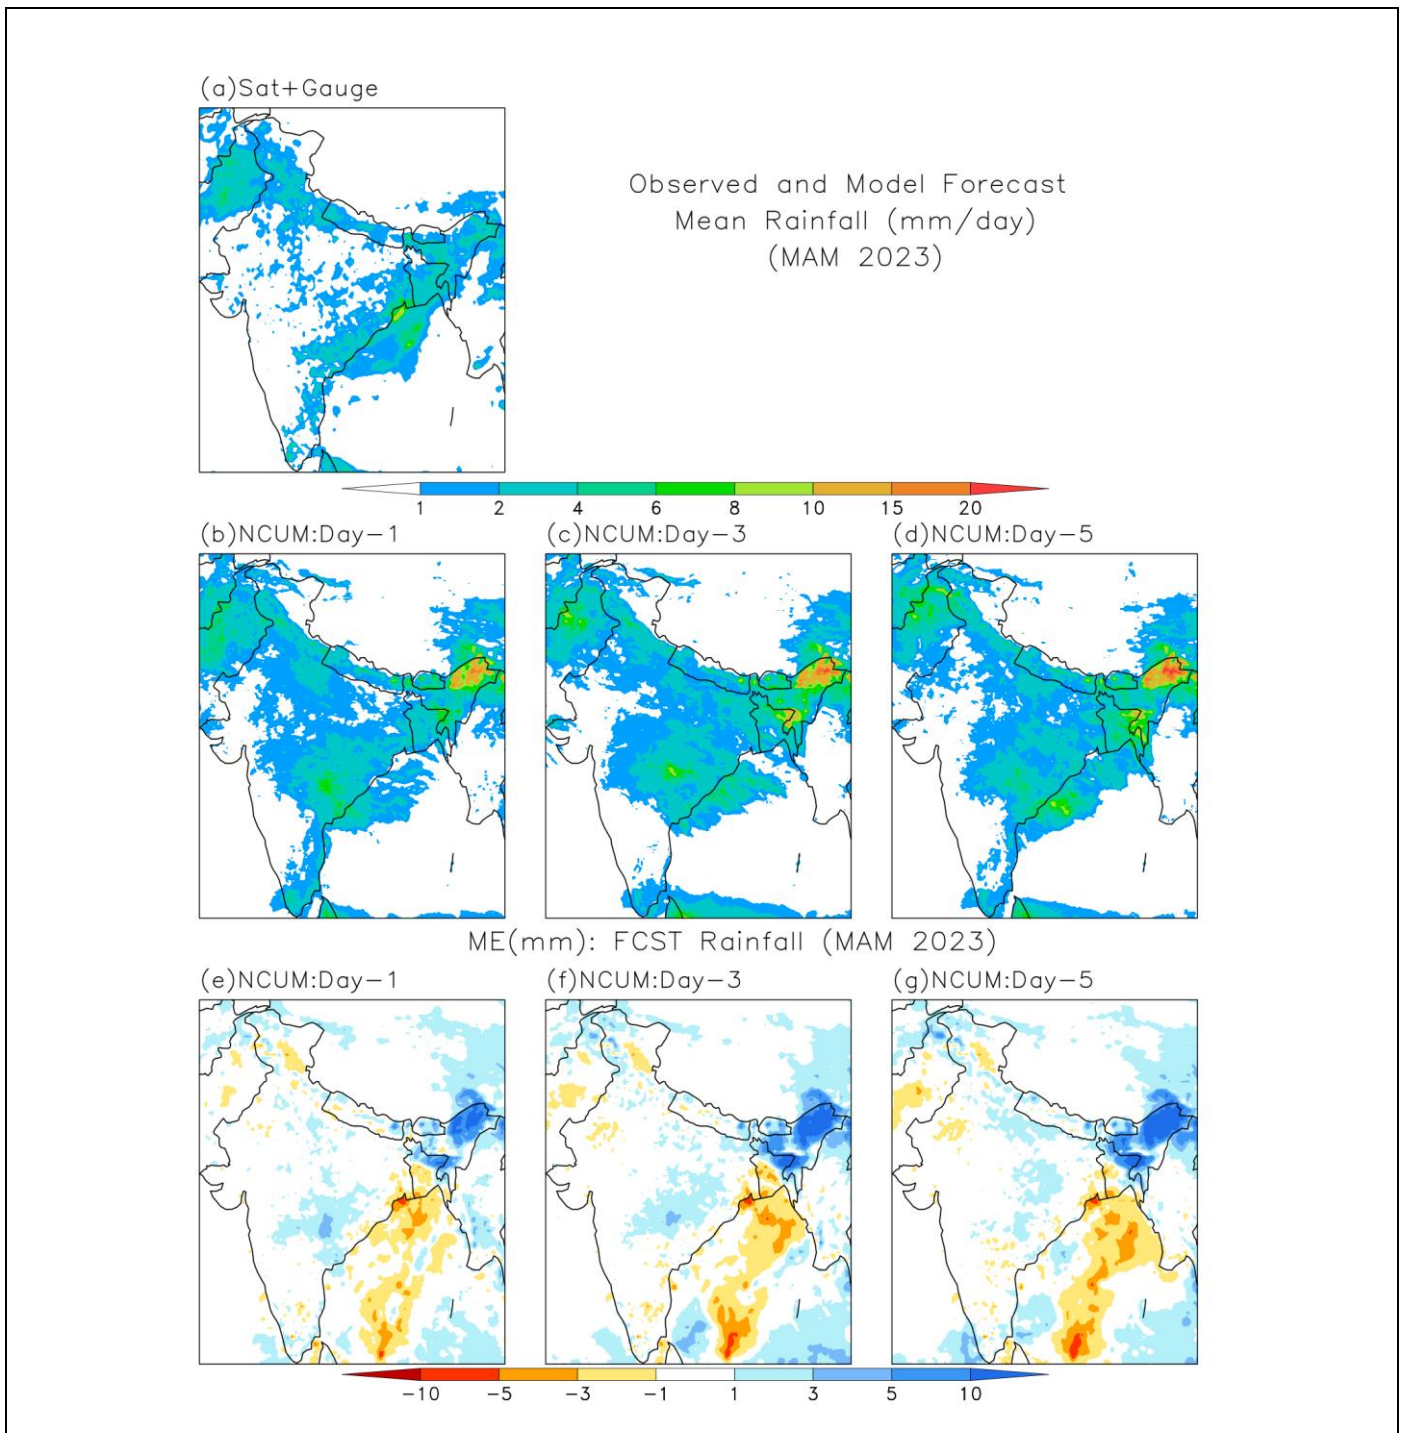 (a)Sat+Gauge
Observed and Model Forecast
Mean Rainfall (mm/day)
(MAM 2023)
1 2 4 6 8 10 15 20
(b)NCUM:Day-1 (c)NCUM:Day-3 (d)NCUM:Day-5
ME(mm): FCST Rainfall (MAM 2023)
(e)NCUM:Day-1 (f)NCUM:Day-3 (g)NCUM:Day-5
-10 -5 -3 -1 1 3 5 10